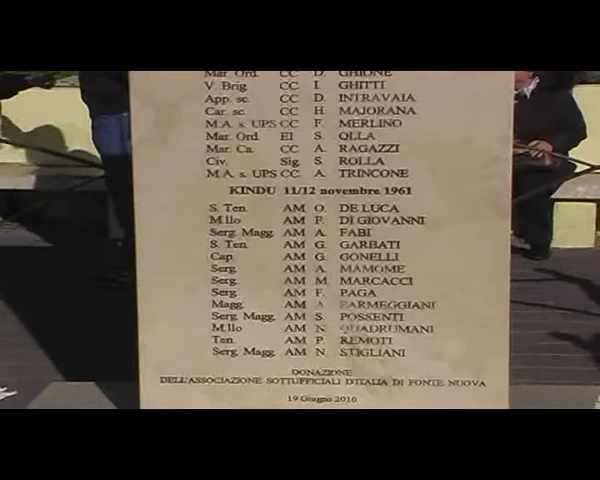 Mar. Ord. CC D. GHIONE
V. Brig CC I. GHITTI
App. sc. CC D. INTRAVAIA
Car. sc. CC H. MAJORANA
M.A. s. UPS CC F. MERLINO
Mar. Ord. EI S. OLLA
Mar. Ca. CC A. RAGAZZI
Civ. Sig. S. ROLLA
M.A. s. UPS CC A. TRINCONE
KINDU 11/12 novembre 1961
S. Ten. AM O. DE LUCA
M.llo AM F. DI GIOVANNI
Serg. Magg. AM A. FABI
S. Ten. AM G. GARBATI
Cap. AM G. GONELLI
Serg. AM A. MAMOME
Serg. AM M. MARCACCI
Serg. AM F. PAGA
Magg. AM A. PARMEGGIANI
Serg. Magg. AM S. POSSENTI
M.llo AM N. QUADRUMANI
Ten. AM P. REMOTI
Serg. Magg. AM N. STIGLIANI
DONAZIONE
DELL'ASSOCIAZIONE SOTTUFFICIALI D'ITALIA DI FONTE NUOVA
19 Giugno 2010